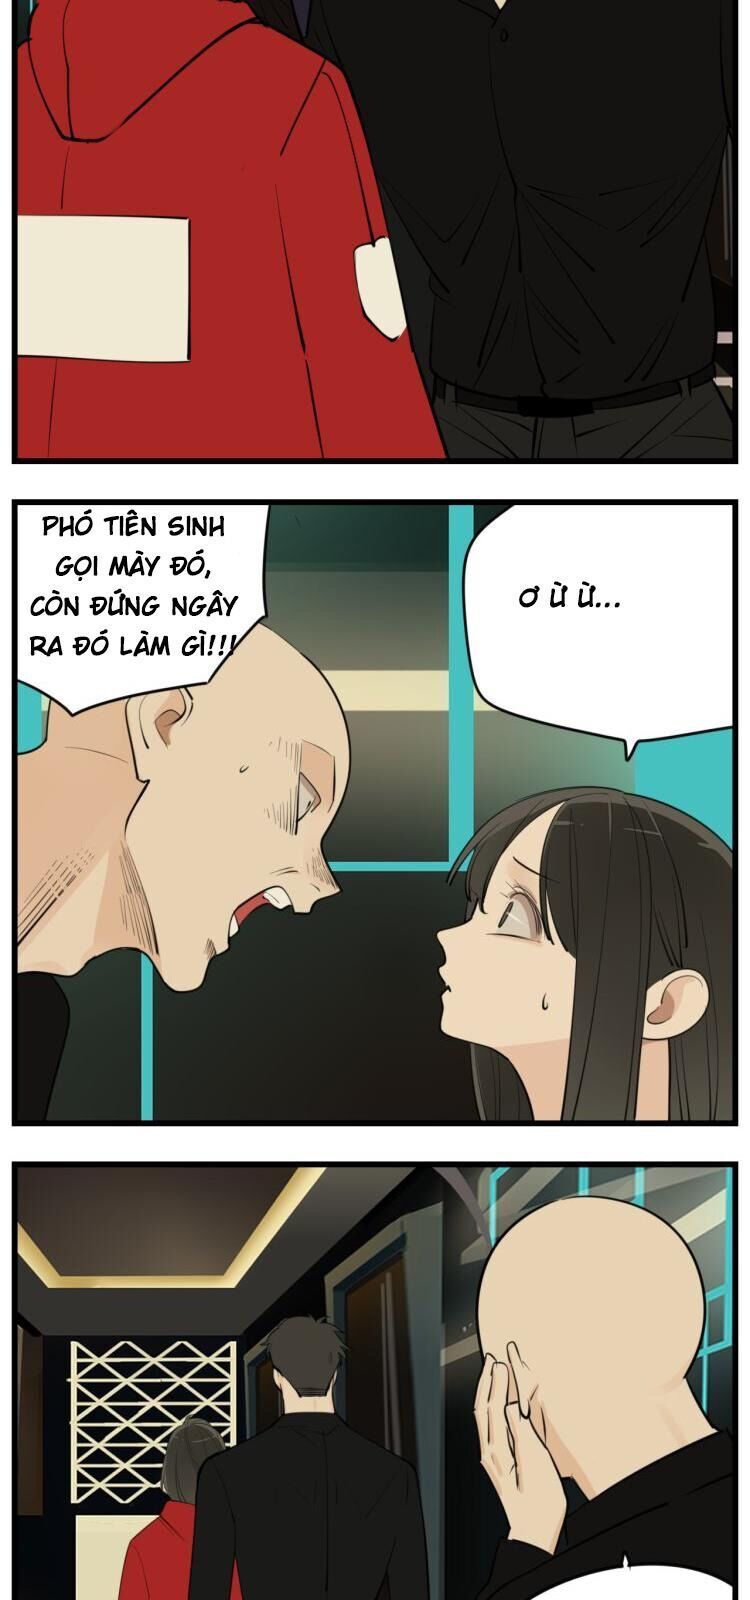 PHÓ TIÊN SINH
GỌI MÀY ĐÓ,
CÒN ĐỨNG NGÂY
RA ĐÓ LÀM GÌ!!!
Ơ Ừ Ừ...